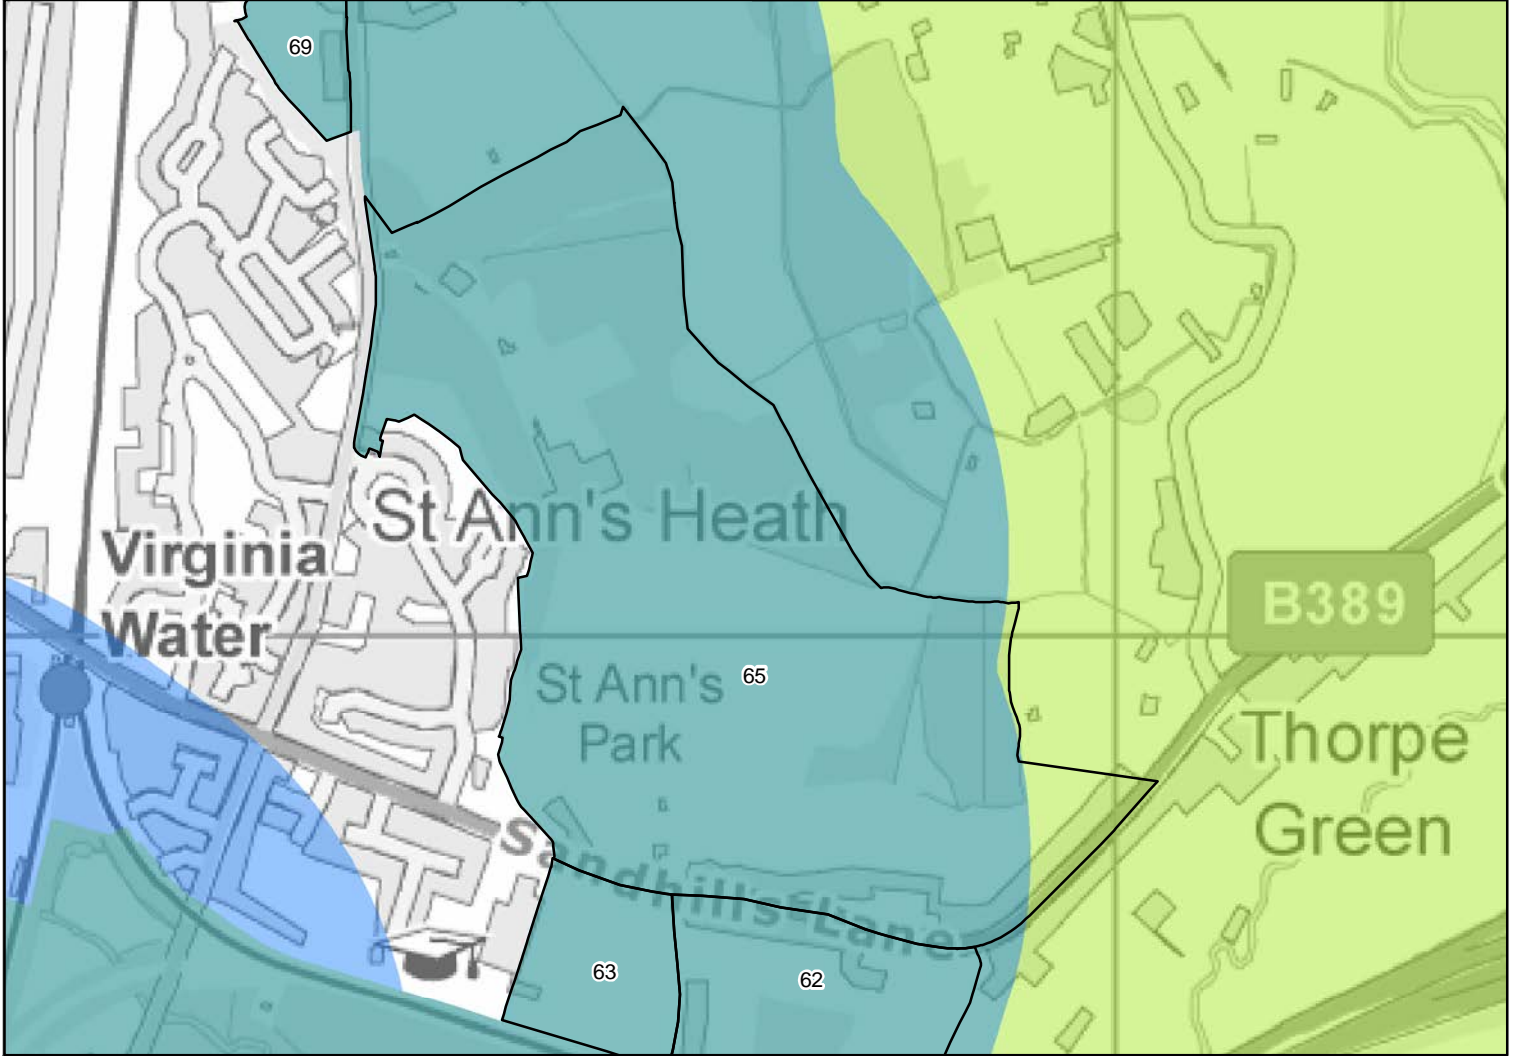 69
St Ann's Heath
Virginia
Water
B389
St Ann's
Park
65
Thorpe
Green
Sandhills Lane
63
62